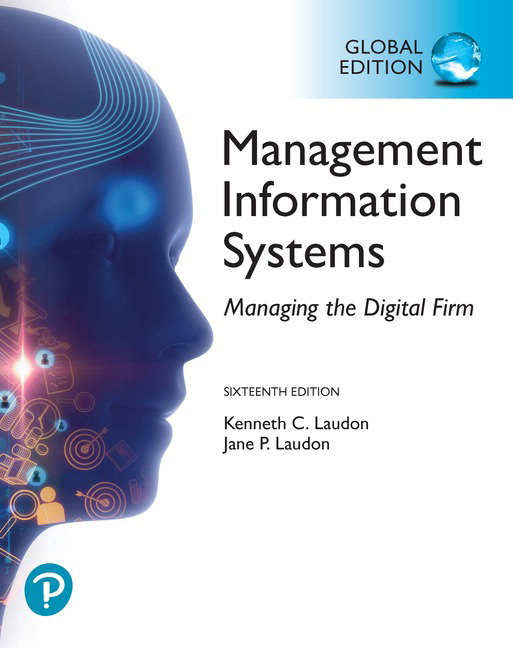 GLOBAL
EDITION
Management
Information
Systems
Managing the Digital Firm
SIXTEENTH EDITION
Kenneth C. Laudon
Jane P. Laudon
P